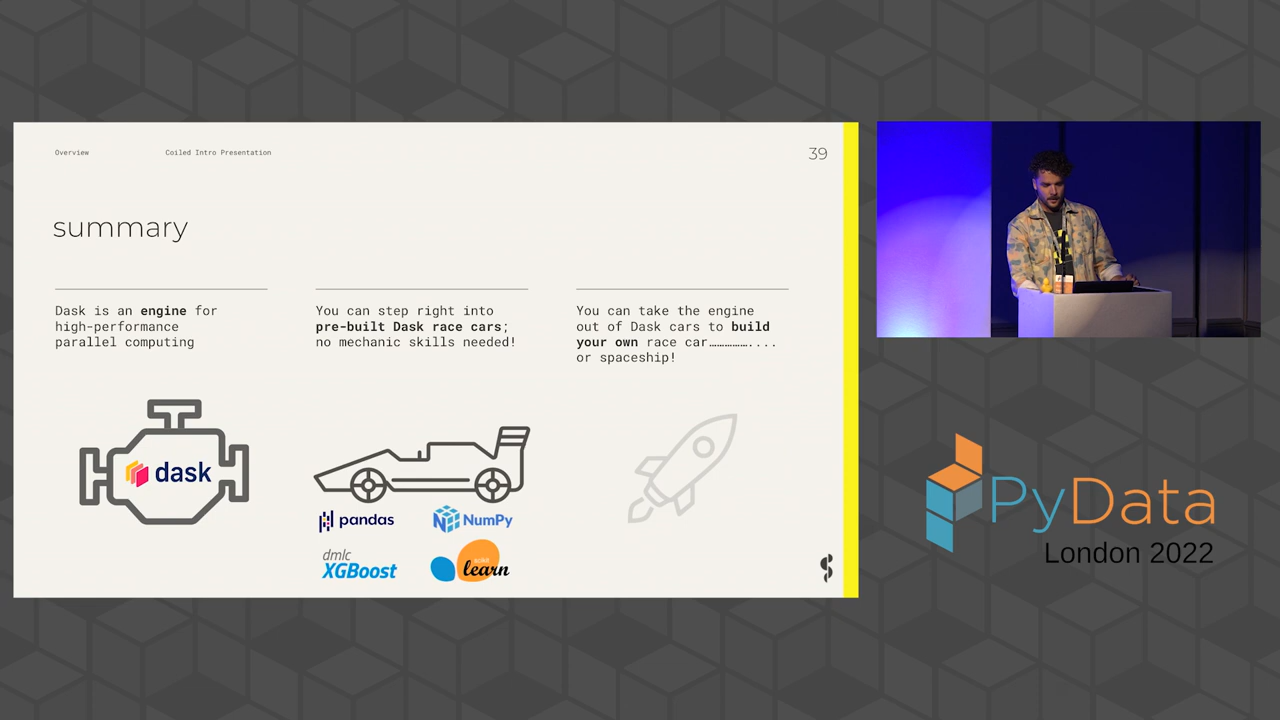 Overview
Coiled Intro Presentation
39
summary
Dask is an engine for
high-performance
parallel computing
You can step right into
pre-built Dask race cars;
no mechanic skills needed!
You can take the engine
out of Dask cars to build
your own race car……………....
or spaceship!
dask
pandas
NumPy
dmlc
XGBoost
scikit
learn
PyData
London 2022